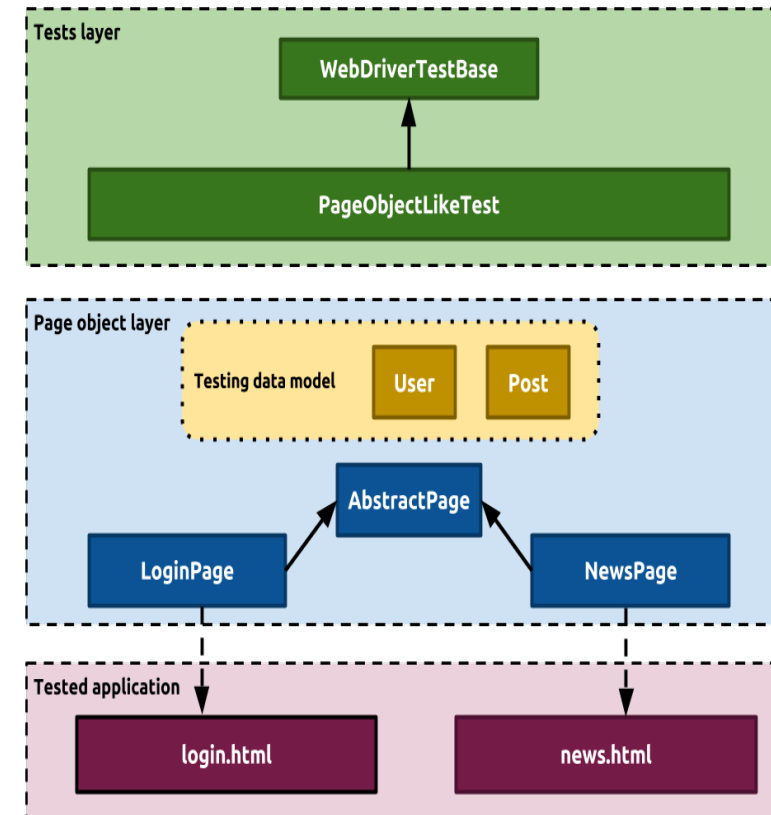 Tests layer
WebDriverTestBase
PageObjectLikeTest
Page object layer
Testing data model
User
Post
AbstractPage
LoginPage
NewsPage
Tested application
login.html
news.html